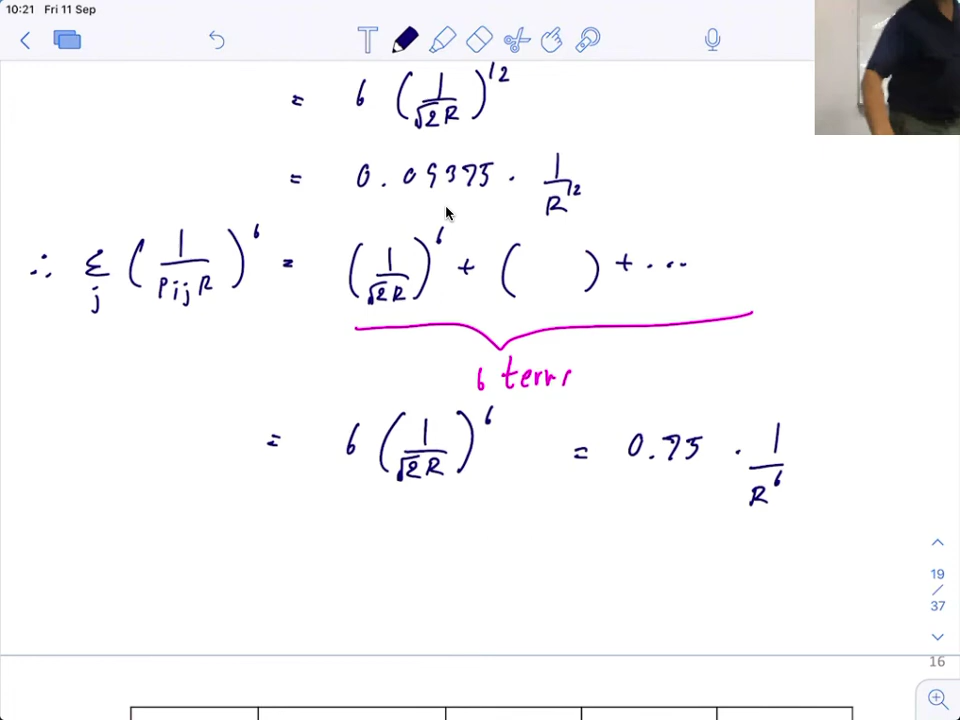 10:21 Fri 11 Sep
= 6 (1/√2R)^12
= 0.09375 · 1/R^12
∴ Σ_j (1/PijR)^6 = (1/√2R)^6 + ( ) + ...
6 terms
= 6 (1/√2R)^6 = 0.75 · 1/R^6
19
/
37
16